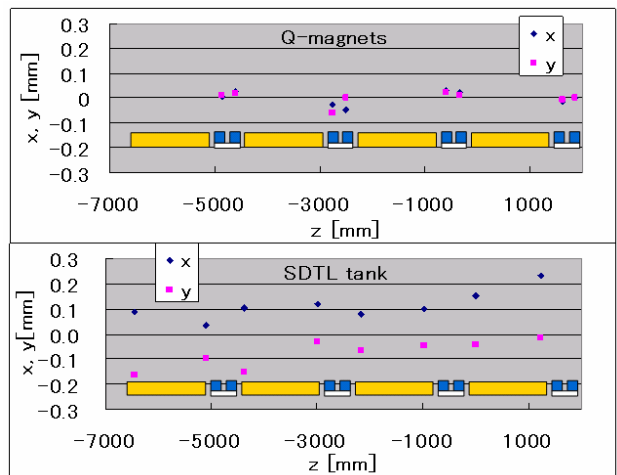 Q-magnets
x
y
x, y [mm]
0.3
0.2
0.1
0
-0.1
-0.2
-0.3
-7000 -5000 -3000 -1000 1000
z [mm]
SDTL tank
x
y
x, y[mm]
0.3
0.2
0.1
0.0
-0.1
-0.2
-0.3
-7000 -5000 -3000 -1000 1000
z [mm]